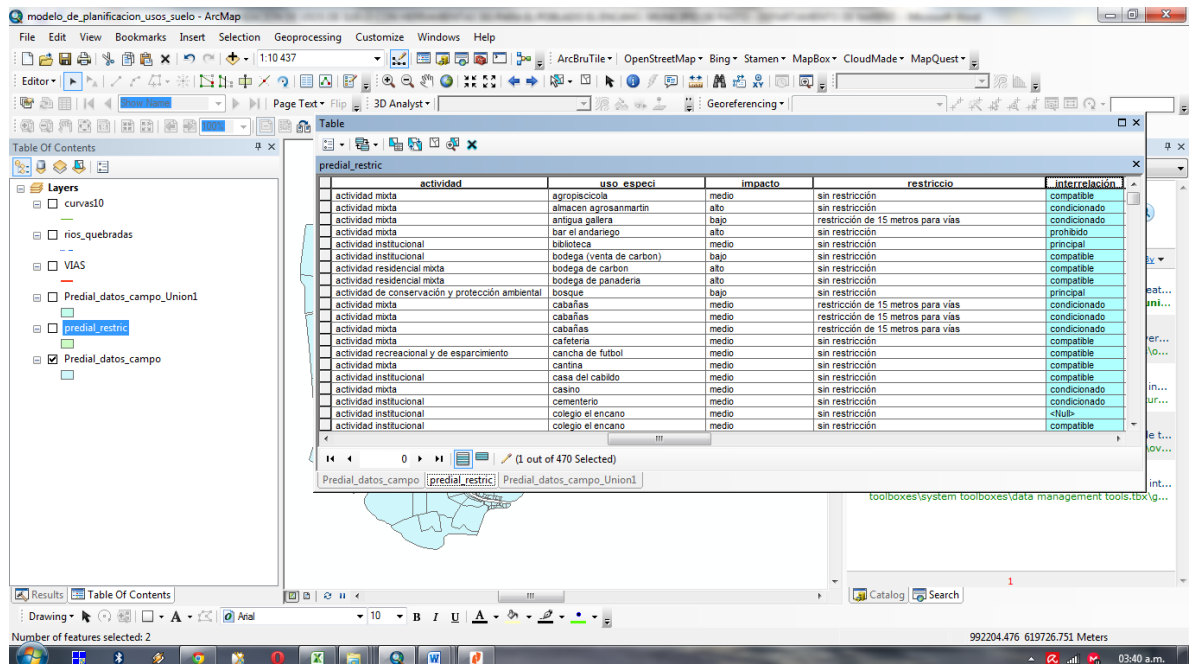 modelo_de_planificacion_usos_suelo - ArcMap
File Edit View Bookmarks Insert Selection Geoprocessing Customize Windows Help
1:10 437
ArcBruTile OpenStreetMap Bing Stamen MapBox CloudMade MapQuest
Editor
Show Name Page Text Flip 3D Analyst Georeferencing
100%
Table Of Contents
Layers
curvas10
rios_quebradas
VIAS
Predial_datos_campo_Union1
predial_restric
Predial_datos_campo
Table
predial_restric
actividad uso_especi impacto restriccio interrelación
actividad mixta agropiscicola medio sin restricción compatible
actividad mixta almacen agrosanmartin alto sin restricción condicionado
actividad mixta antigua gallera bajo restricción de 15 metros para vías condicionado
actividad mixta bar el andariego alto sin restricción prohibido
actividad institucional biblioteca medio sin restricción principal
actividad institucional bodega (venta de carbon) bajo sin restricción compatible
actividad residencial mixta bodega de carbon alto sin restricción compatible
actividad residencial mixta bodega de panaderia alto sin restricción compatible
actividad de conservación y protección ambiental bosque bajo sin restricción principal
actividad mixta cabañas medio restricción de 15 metros para vías condicionado
actividad mixta cabañas medio restricción de 15 metros para vías condicionado
actividad mixta cabañas medio restricción de 15 metros para vías condicionado
actividad mixta cafeteria medio sin restricción compatible
actividad recreacional y de esparcimiento cancha de futbol medio sin restricción compatible
actividad mixta cantina medio sin restricción compatible
actividad institucional casa del cabildo medio sin restricción compatible
actividad mixta casino medio sin restricción condicionado
actividad institucional cementerio medio sin restricción condicionado
actividad institucional colegio el encano medio sin restricción <Null>
actividad institucional colegio el encano medio sin restricción compatible
0 (1 out of 470 Selected)
Predial_datos_campo predial_restric Predial_datos_campo_Union1
toolboxes\system toolboxes\data management tools.tbx\g...
1
Results Table Of Contents
Catalog Search
Drawing A Arial 10 B I U A
Number of features selected: 2
992204.476 619726.751 Meters
03:40 a.m.